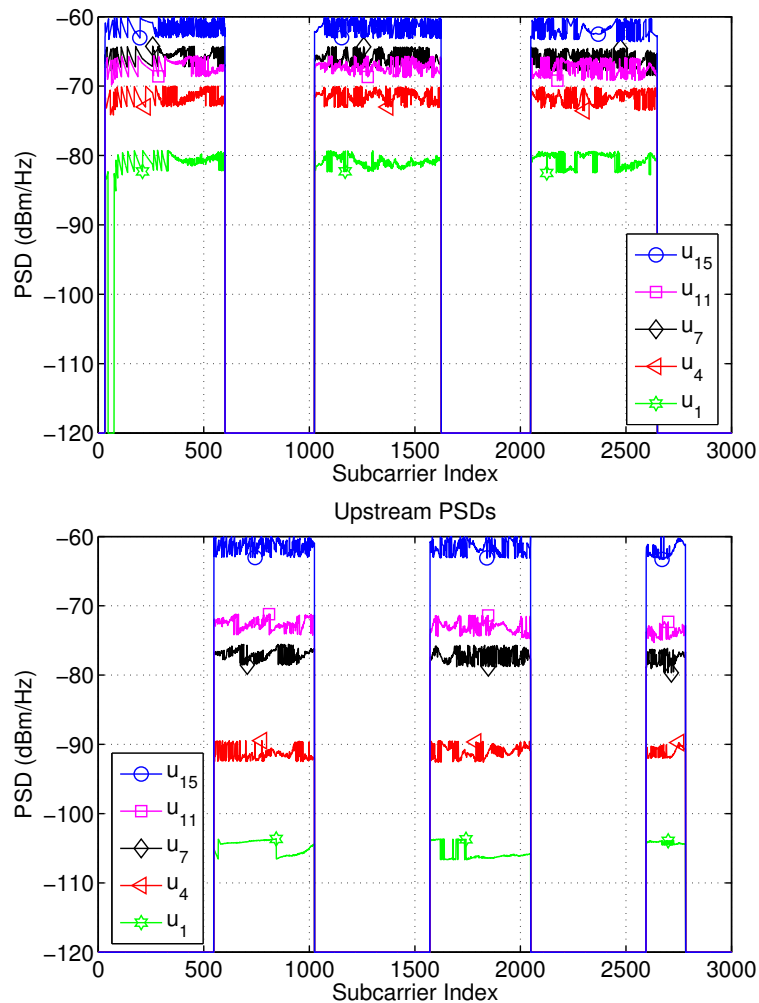 −60
−70
−80
−90
−100
−110
−120
PSD (dBm/Hz)
0 500 1000 1500 2000 2500 3000
Subcarrier Index
u15
u11
u7
u4
u1
Upstream PSDs
−60
−70
−80
−90
−100
−110
−120
PSD (dBm/Hz)
0 500 1000 1500 2000 2500 3000
Subcarrier Index
u15
u11
u7
u4
u1